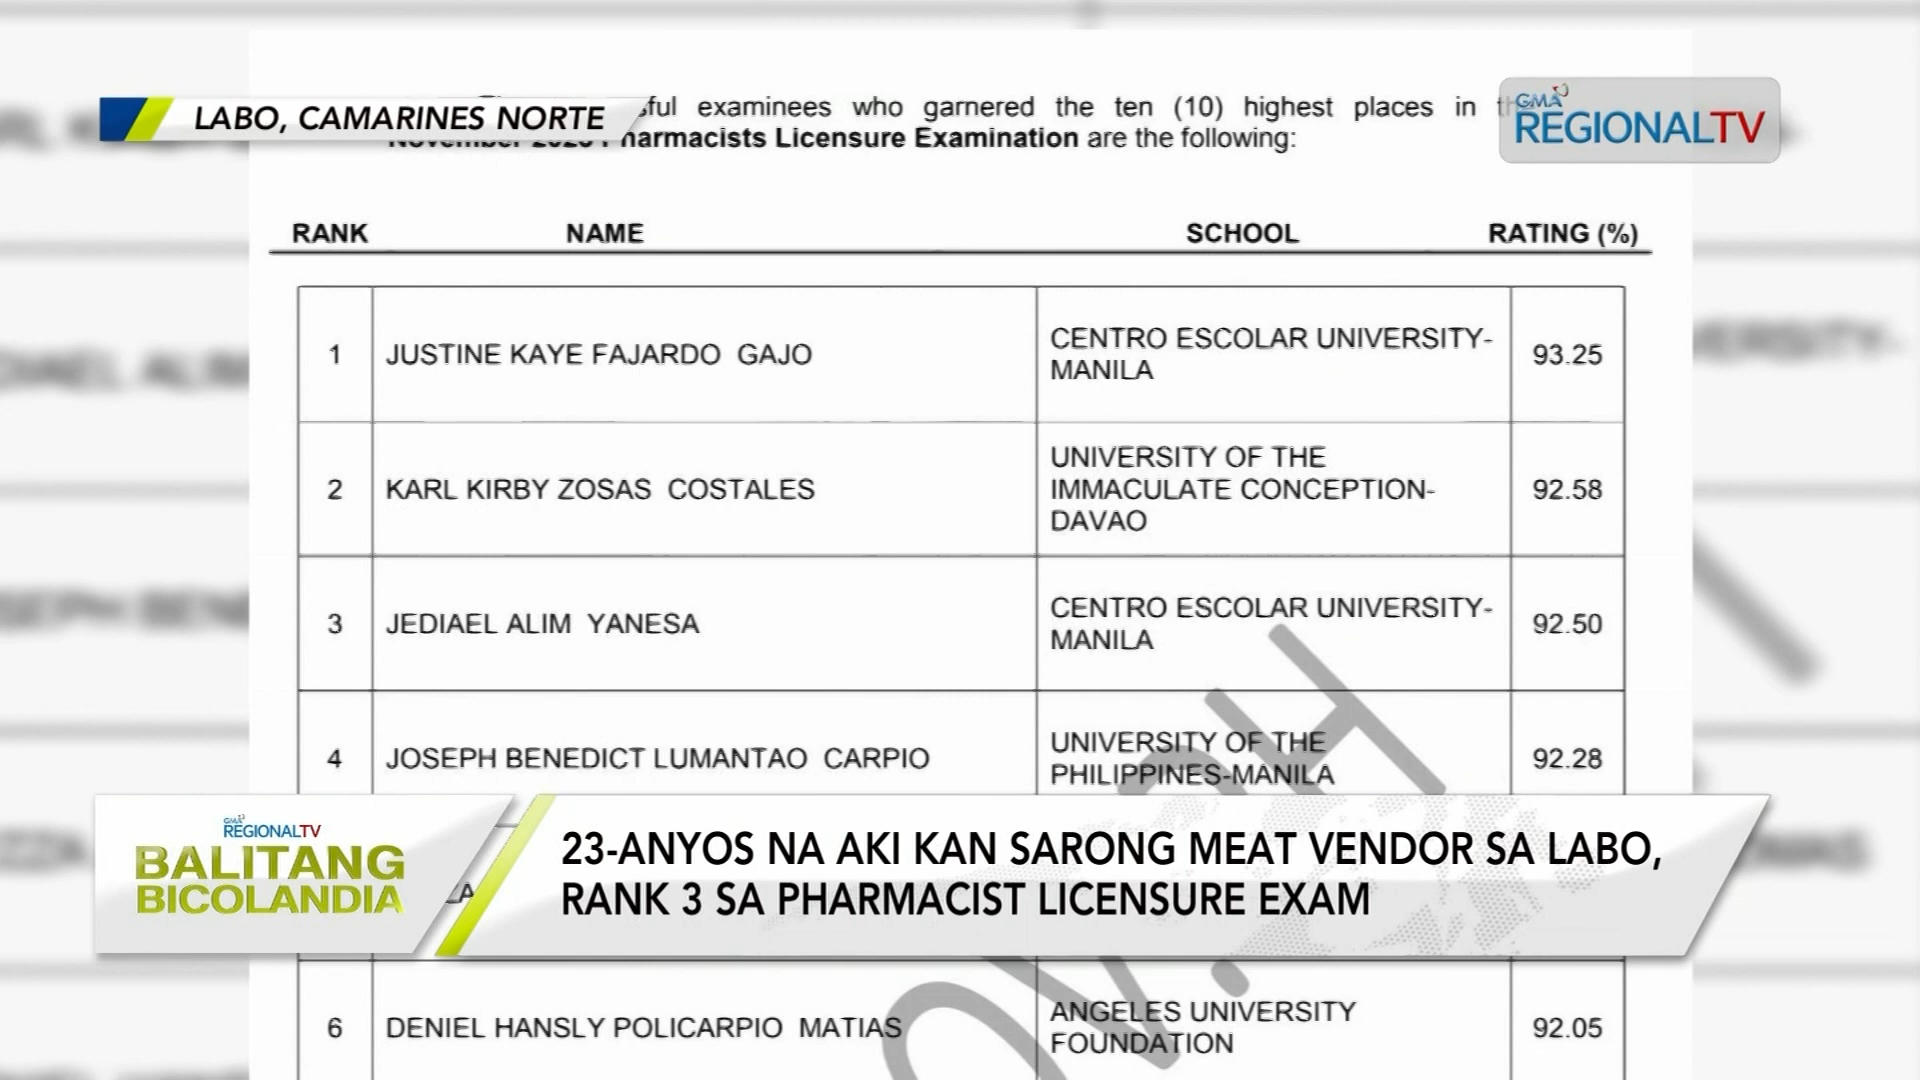 LABO, CAMARINES NORTE
GMA
REGIONALTV
sful examinees who garnered the ten (10) highest places in
November Pharmacists Licensure Examination are the following:
RANK NAME SCHOOL RATING (%)
1 JUSTINE KAYE FAJARDO GAJO CENTRO ESCOLAR UNIVERSITY-
MANILA 93.25
2 KARL KIRBY ZOSAS COSTALES UNIVERSITY OF THE
IMMACULATE CONCEPTION-
DAVAO 92.58
3 JEDIAEL ALIM YANESA CENTRO ESCOLAR UNIVERSITY-
MANILA 92.50
4 JOSEPH BENEDICT LUMANTAO CARPIO UNIVERSITY OF THE
PHILIPPINES-MANILA 92.28
GMA
REGIONALTV
BALITANG
BICOLANDIA
23-ANYOS NA AKI KAN SARONG MEAT VENDOR SA LABO,
RANK 3 SA PHARMACIST LICENSURE EXAM
6 DENIEL HANSLY POLICARPIO MATIAS ANGELES UNIVERSITY
FOUNDATION 92.05